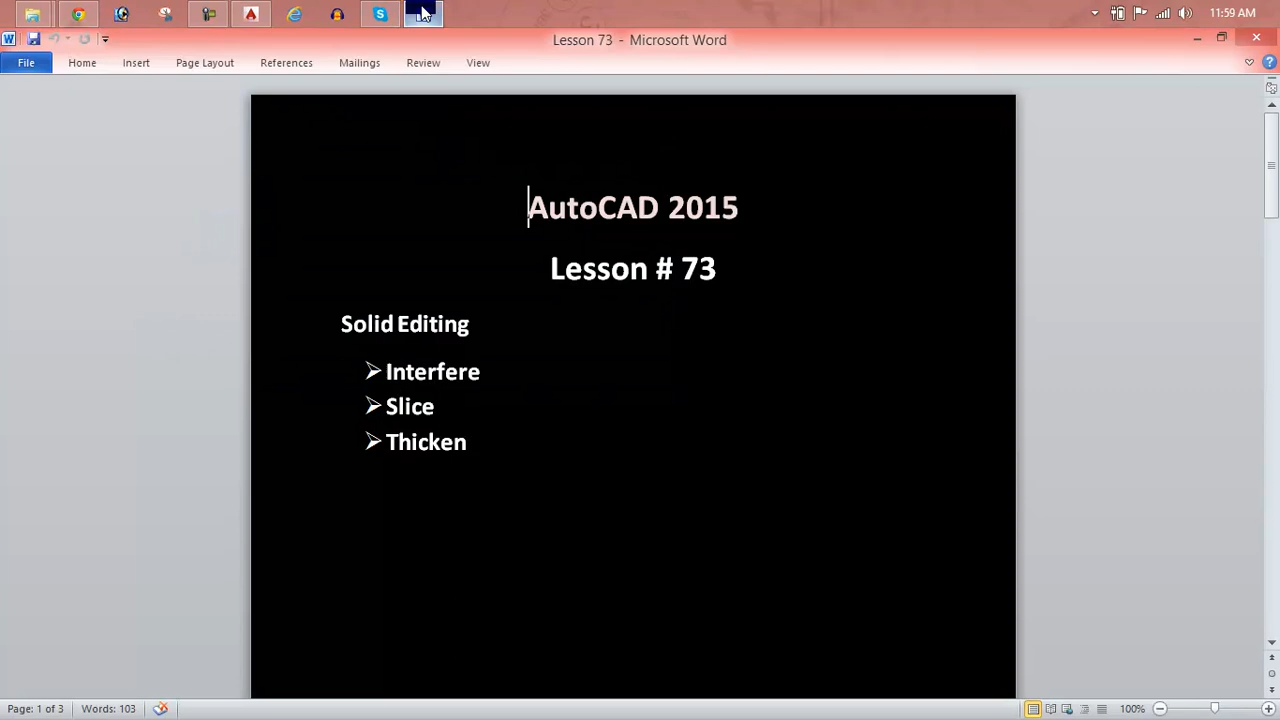 11:59 AM
Lesson 73 - Microsoft Word
File Home Insert Page Layout References Mailings Review View
AutoCAD 2015
Lesson # 73
Solid Editing
➢ Interfere
➢ Slice
➢ Thicken
Page: 1 of 3 Words: 103 100%